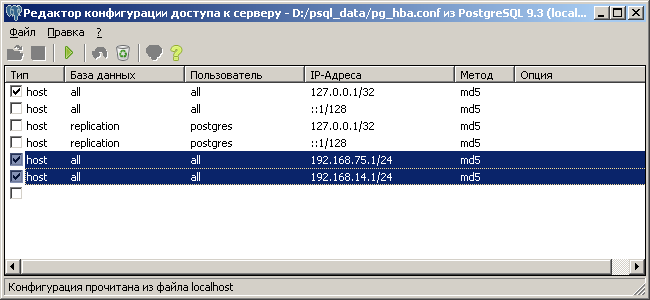 Редактор конфигурации доступа к серверу - D:/psql_data/pg_hba.conf из PostgreSQL 9.3 (local...
Файл Правка ?
Тип База данных Пользователь IP-Адреса Метод Опция
host all all 127.0.0.1/32 md5
host all all ::1/128 md5
host replication postgres 127.0.0.1/32 md5
host replication postgres ::1/128 md5
host all all 192.168.75.1/24 md5
host all all 192.168.14.1/24 md5
Конфигурация прочитана из файла localhost